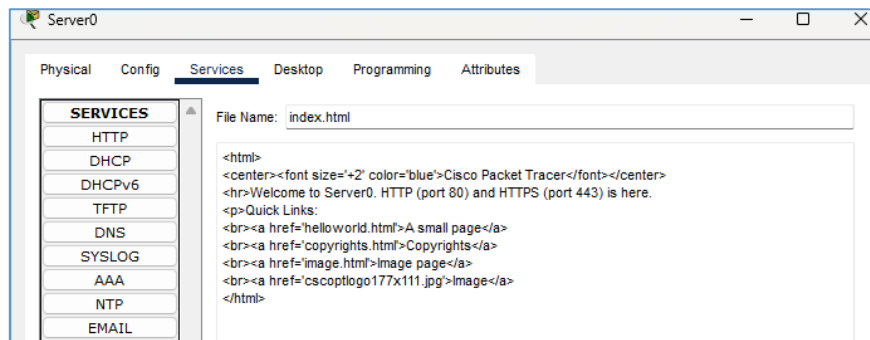 Server0
Physical Config Services Desktop Programming Attributes
SERVICES
HTTP
DHCP
DHCPv6
TFTP
DNS
SYSLOG
AAA
NTP
EMAIL
File Name: index.html
<html>
<center><font size='+2' color='blue'>Cisco Packet Tracer</font></center>
<hr>Welcome to Server0. HTTP (port 80) and HTTPS (port 443) is here.
<p>Quick Links:
<br><a href='helloworld.html'>A small page</a>
<br><a href='copyrights.html'>Copyrights</a>
<br><a href='image.html'>Image page</a>
<br><a href='cscoptlogo177x111.jpg'>Image</a>
</html>